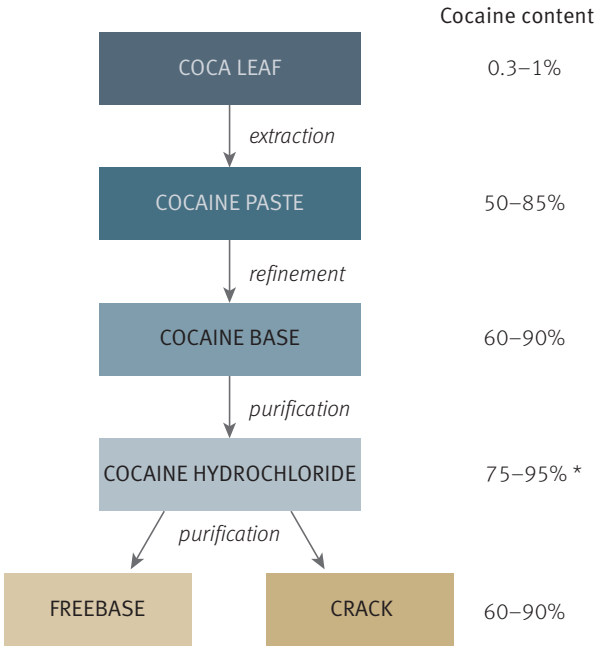 Cocaine content
COCA LEAF 0.3–1%
extraction
COCAINE PASTE 50–85%
refinement
COCAINE BASE 60–90%
purification
COCAINE HYDROCHLORIDE 75–95% *
purification
FREEBASE CRACK 60–90%